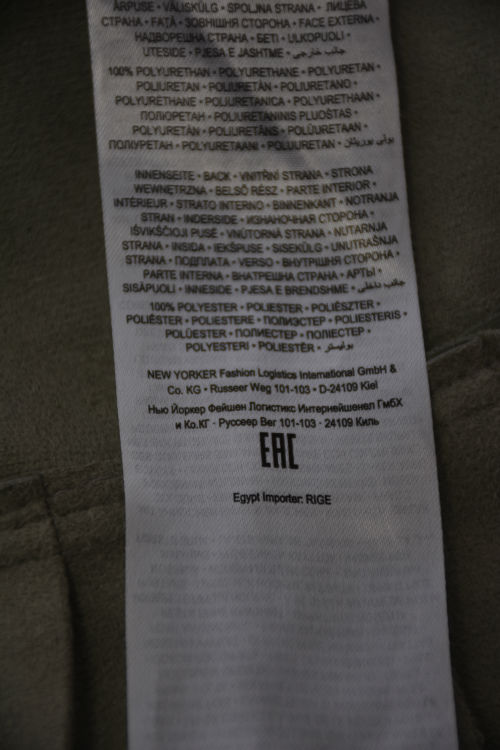 ĀRPUSE • VÄLISKÜLG • SPOLJNA STRANA • ЛИЦЕВА
СТРАНА • FAȚĂ • ЗОВНІШНЯ СТОРОНА • FACE EXTERNA •
НАДВОРЕШНА СТРАНА • БЕТІ • ULKOPUOLI •
UTESIDE • PJESA E JASHTME • جانب خارجي
100% POLYURETHAN • POLYURETHANE • POLYURETAN •
POLIURETAN • POLIURETÁN • POLIURETANO •
POLYURÉTHANE • POLIURETANICA • POLYURETHAAN •
ПОЛІОРЕТАН • POLIURETANINIS PLUOŠTAS •
POLYURETÁN • POLIURETĀNS • POLÜURETAAN •
ПОЛІУРЕТАН • POLYURETAANI • POLIURETAN • بولي يوريثان
INNENSEITE • BACK • VNITŘNÍ STRANA • STRONA
WEWNĘTRZNA • BELSŐ RÉSZ • PARTE INTERIOR •
INTÉRIEUR • STRATO INTERNO • BINNENKANT • NOTRANJA
STRAN • INDERSIDE • ИЗНАНОЧНАЯ СТОРОНА •
IŠVIKŠČIOJI PUSĖ • VNÚTORNÁ STRANA • NUTARNJA
STRANA • INSIDA • IEKŠPUSE • SISEKÜLG • UNUTRAŠNJA
STRANA • ПОДПЛАТА • VERSO • ВНУТРІШНЯ СТОРОНА •
PARTE INTERNA • ВНАТРЕШНА СТРАНА • АРТЫ •
SISÄPUOLI • INNESIDE • PJESA E BRENDSHME • جانب داخلي
100% POLYESTER • POLIESTER • POLIÉSZTER •
POLIÉSTER • POLIESTERE • ПОЛИЭСТЕР • POLIESTERIS •
POLÜESTER • ПОЛИЕСТЕР • ПОЛІЕСТЕР •
POLYESTERI • POLIESTËR • بوليستر
NEW YORKER Fashion Logistics International GmbH &
Co. KG • Russeer Weg 101-103 • D-24109 Kiel
Нью Йоркер Фейшен Логистикс Интернейшенел ГмбХ
и Ко.КГ · Руссеер Вег 101-103 · 24109 Киль
EAC
Egypt Importer: RIGE